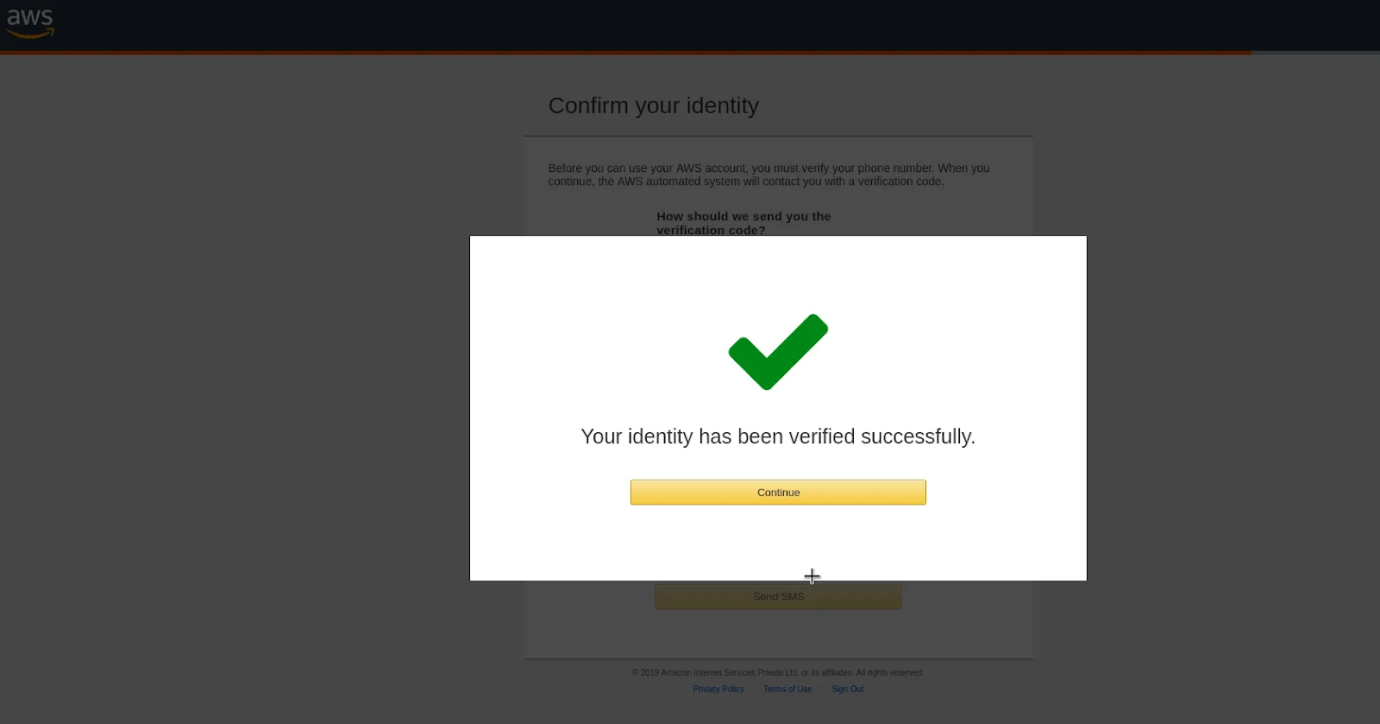 aws
Confirm your identity
Before you can use your AWS account, you must verify your phone number. When you
continue, the AWS automated system will contact you with a verification code.
How should we send you the
verification code?
Your identity has been verified successfully.
Continue
Send SMS
© 2019 Amazon Internet Services Private Ltd. or its affiliates. All rights reserved.
Privacy Policy Terms of Use Sign Out